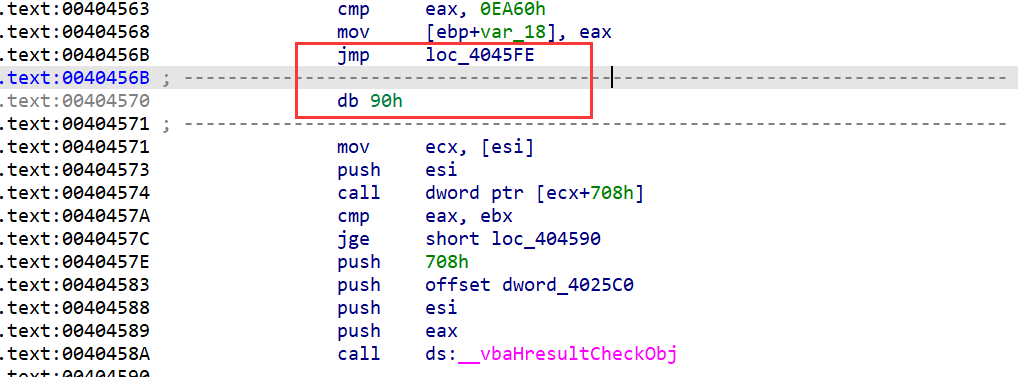 .text:00404563 cmp eax, 0EA60h
.text:00404568 mov [ebp+var_18], eax
.text:0040456B jmp loc_4045FE
.text:0040456B ; ---------------------------------------------------------------------------
.text:00404570 db 90h
.text:00404571 ; ---------------------------------------------------------------------------
.text:00404571 mov ecx, [esi]
.text:00404573 push esi
.text:00404574 call dword ptr [ecx+708h]
.text:0040457A cmp eax, ebx
.text:0040457C jge short loc_404590
.text:0040457E push 708h
.text:00404583 push offset dword_4025C0
.text:00404588 push esi
.text:00404589 push eax
.text:0040458A call ds:__vbaHresultCheckObj
.text:00404590